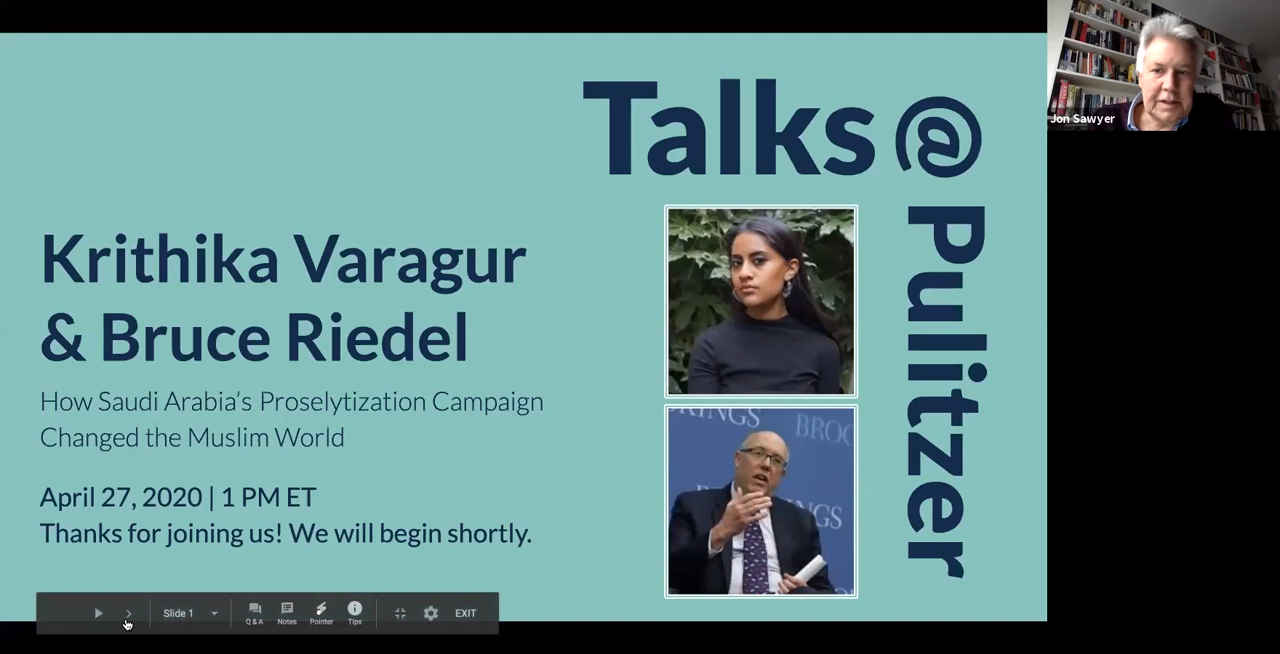 Talks@
Pulitzer
Krithika Varagur
& Bruce Riedel
How Saudi Arabia's Proselytization Campaign
Changed the Muslim World
April 27, 2020 | 1 PM ET
Thanks for joining us! We will begin shortly.
Jon Sawyer
BROOKINGS
Slide 1
Q & A
Notes
Pointer
Tips
EXIT